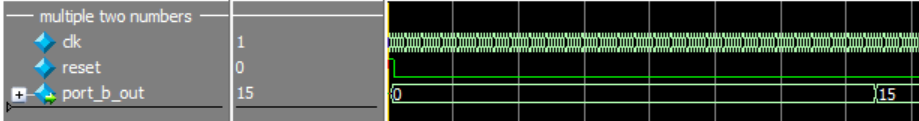 multiple two numbers
clk 1
reset 0
port_b_out 15 0 15